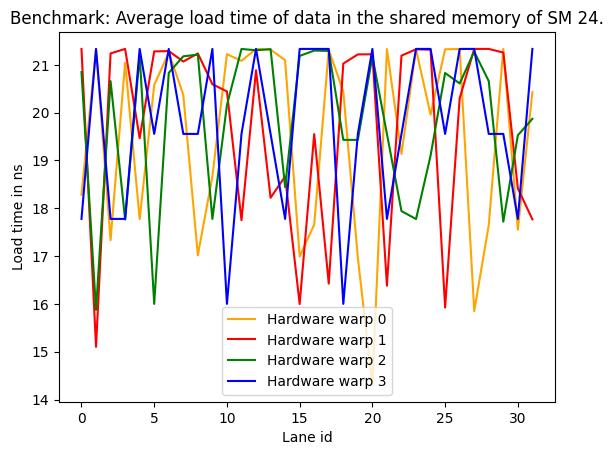 Benchmark: Average load time of data in the shared memory of SM 24.
Load time in ns
21
20
19
18
17
16
15
14
Hardware warp 0
Hardware warp 1
Hardware warp 2
Hardware warp 3
0 5 10 15 20 25 30
Lane id